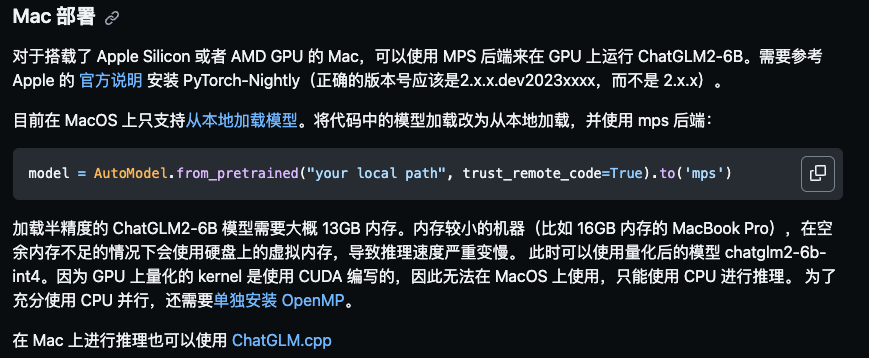 Mac 部署
对于搭载了 Apple Silicon 或者 AMD GPU 的 Mac，可以使用 MPS 后端来在 GPU 上运行 ChatGLM2-6B。需要参考
Apple 的 官方说明 安装 PyTorch-Nightly（正确的版本号应该是2.x.x.dev2023xxxx，而不是 2.x.x）。
目前在 MacOS 上只支持从本地加载模型。将代码中的模型加载改为从本地加载，并使用 mps 后端：
model = AutoModel.from_pretrained("your local path", trust_remote_code=True).to('mps')
加载半精度的 ChatGLM2-6B 模型需要大概 13GB 内存。内存较小的机器（比如 16GB 内存的 MacBook Pro），在空
余内存不足的情况下会使用硬盘上的虚拟内存，导致推理速度严重变慢。 此时可以使用量化后的模型 chatglm2-6b-
int4。因为 GPU 上量化的 kernel 是使用 CUDA 编写的，因此无法在 MacOS 上使用，只能使用 CPU 进行推理。 为了
充分使用 CPU 并行，还需要单独安装 OpenMP。
在 Mac 上进行推理也可以使用 ChatGLM.cpp